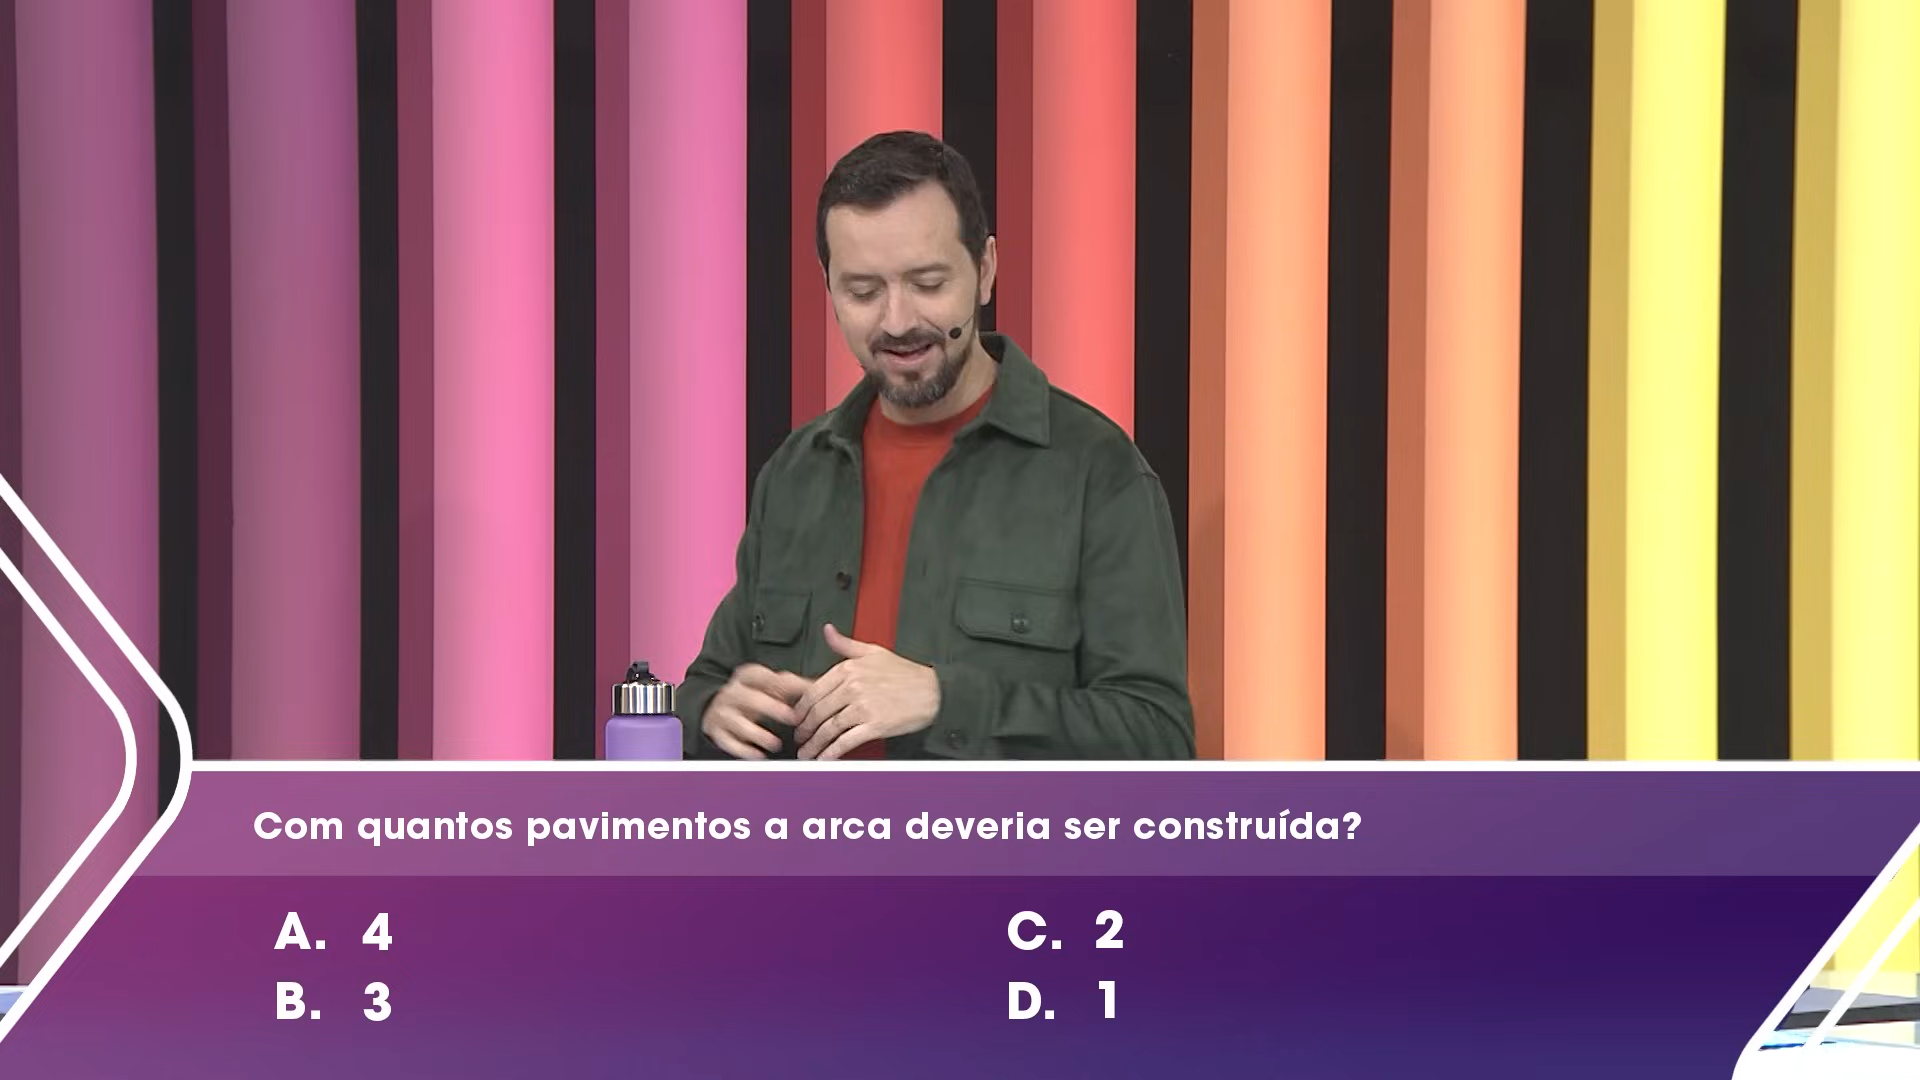 Com quantos pavimentos a arca deveria ser construída?
A. 4
C. 2
B. 3
D. 1